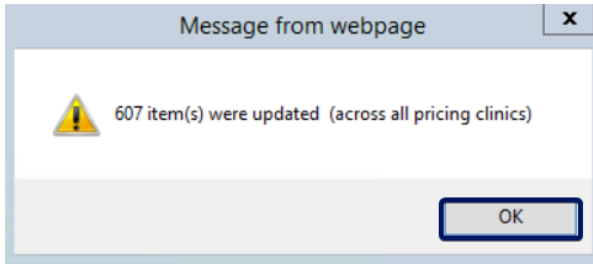 Message from webpage
x
607 item(s) were updated (across all pricing clinics)
OK